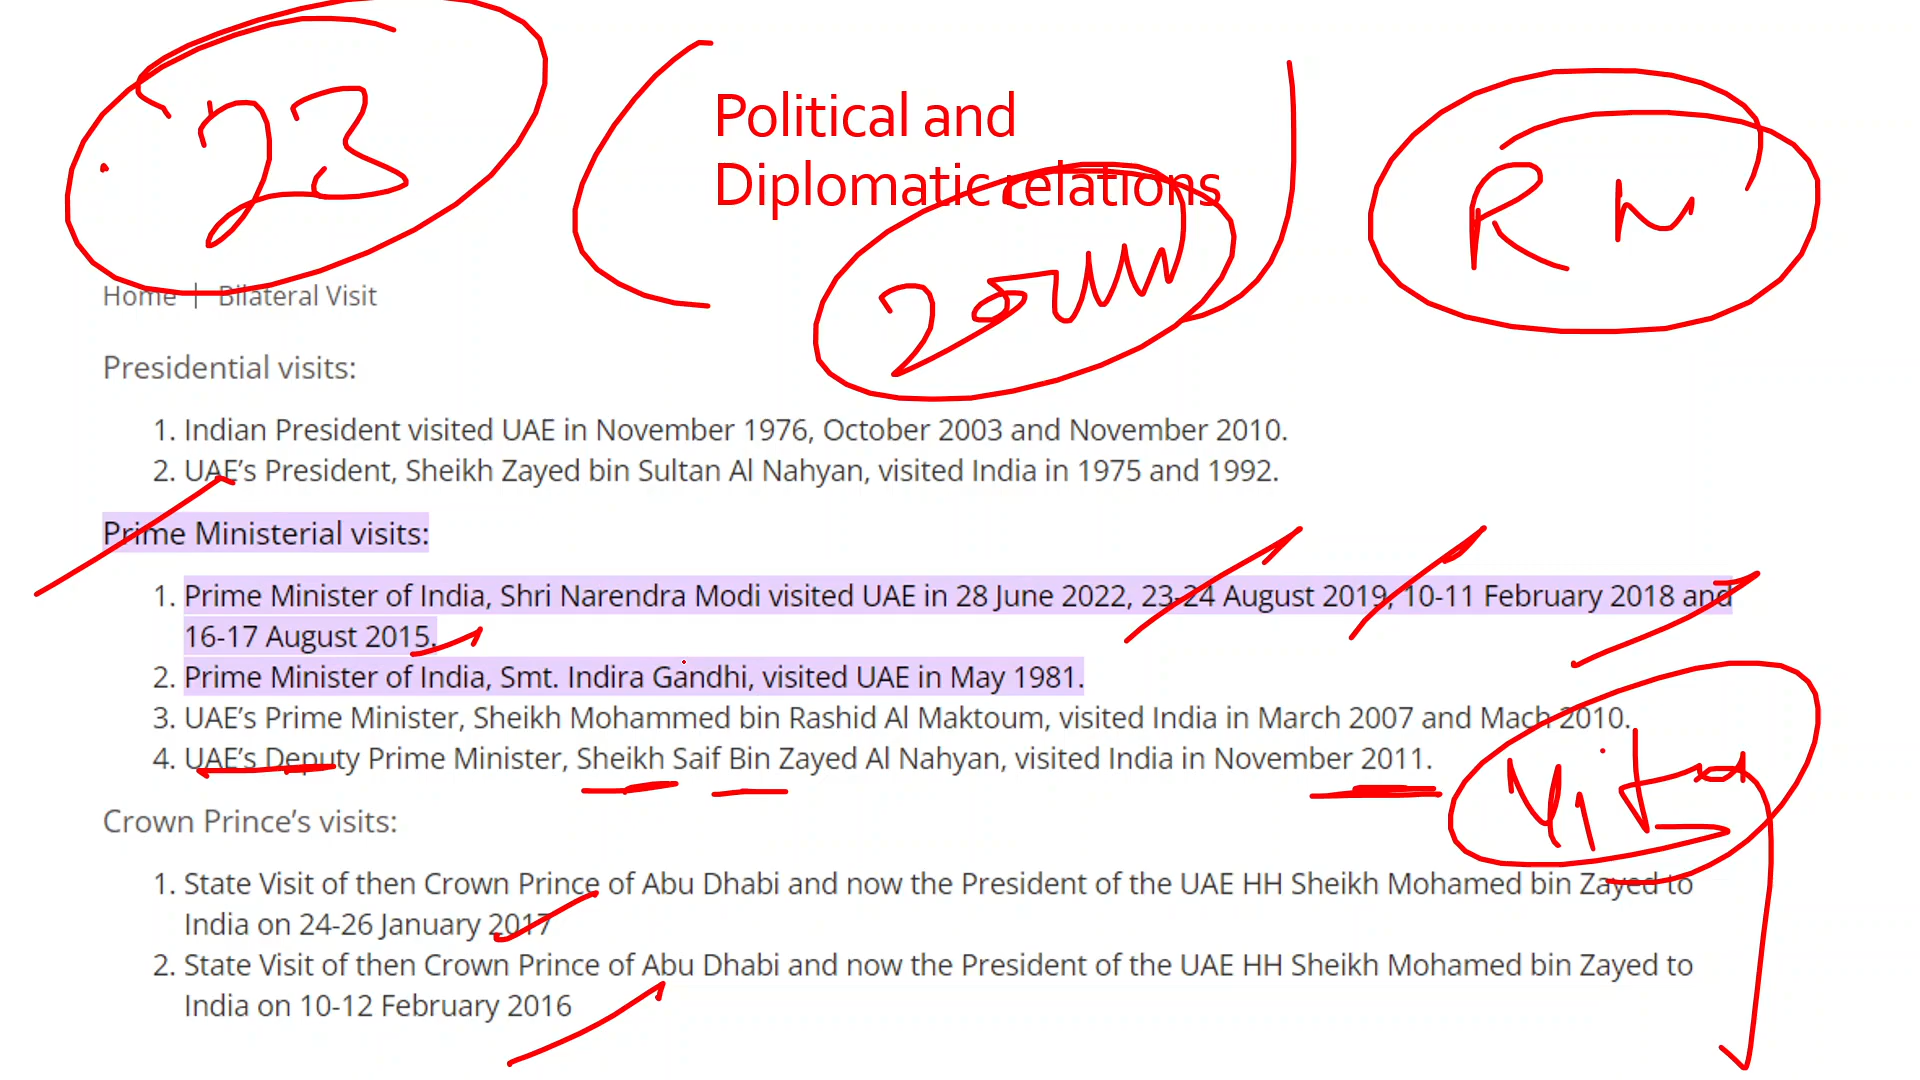 23
Political and
Diplomatic relations
R M
Home | Bilateral Visit
Presidential visits:
1. Indian President visited UAE in November 1976, October 2003 and November 2010.
2. UAE’s President, Sheikh Zayed bin Sultan Al Nahyan, visited India in 1975 and 1992.
Prime Ministerial visits:
1. Prime Minister of India, Shri Narendra Modi visited UAE in 28 June 2022, 23-24 August 2019, 10-11 February 2018 and
16-17 August 2015.
2. Prime Minister of India, Smt. Indira Gandhi, visited UAE in May 1981.
3. UAE’s Prime Minister, Sheikh Mohammed bin Rashid Al Maktoum, visited India in March 2007 and Mach 2010.
4. UAE’s Deputy Prime Minister, Sheikh Saif Bin Zayed Al Nahyan, visited India in November 2011.
Crown Prince’s visits:
1. State Visit of then Crown Prince of Abu Dhabi and now the President of the UAE HH Sheikh Mohamed bin Zayed to
India on 24-26 January 2017
2. State Visit of then Crown Prince of Abu Dhabi and now the President of the UAE HH Sheikh Mohamed bin Zayed to
India on 10-12 February 2016